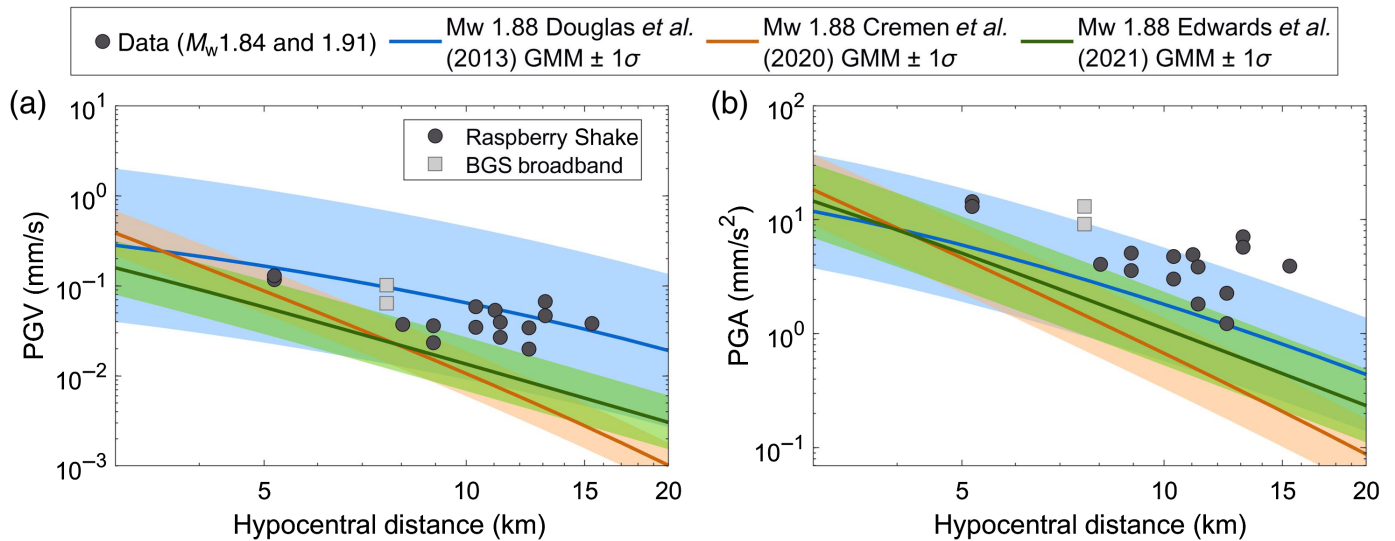 Data (Mw1.84 and 1.91)
Mw 1.88 Douglas et al.
(2013) GMM ± 1σ
Mw 1.88 Cremen et al.
(2020) GMM ± 1σ
Mw 1.88 Edwards et al.
(2021) GMM ± 1σ
(a)
Raspberry Shake
BGS broadband
PGV (mm/s)
10^1
10^0
10^−1
10^−2
10^−3
5
10
15
20
Hypocentral distance (km)
(b)
PGA (mm/s^2)
10^2
10^1
10^0
10^−1
5
10
15
20
Hypocentral distance (km)